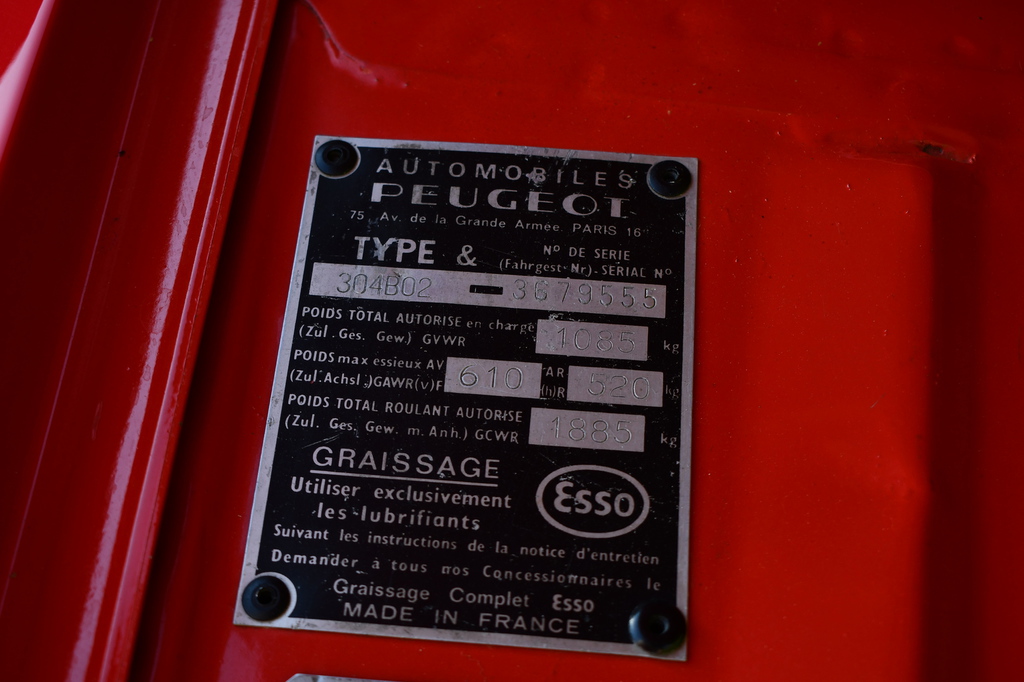 AUTOMOBILES
PEUGEOT
75, Av. de la Grande Armée. PARIS 16e
TYPE & Nº DE SERIE
(Fahrgest-Nr)-SERIAL Nº
304B02 - 3679555
POIDS TOTAL AUTORISE en charge
(Zul. Ges. Gew.) GVWR 1085 kg
POIDS max essieux AV 610 AR 520 kg
(Zul. Achsl.) GAWR(v)F (h)R
POIDS TOTAL ROULANT AUTORISE
(Zul. Ges. Gew. m. Anh.) GCWR 1885 kg
GRAISSAGE
Utiliser exclusivement
les lubrifiants
Esso
Suivant les instructions de la notice d'entretien
Demander à tous nos Concessionnaires le
Graissage Complet Esso
MADE IN FRANCE